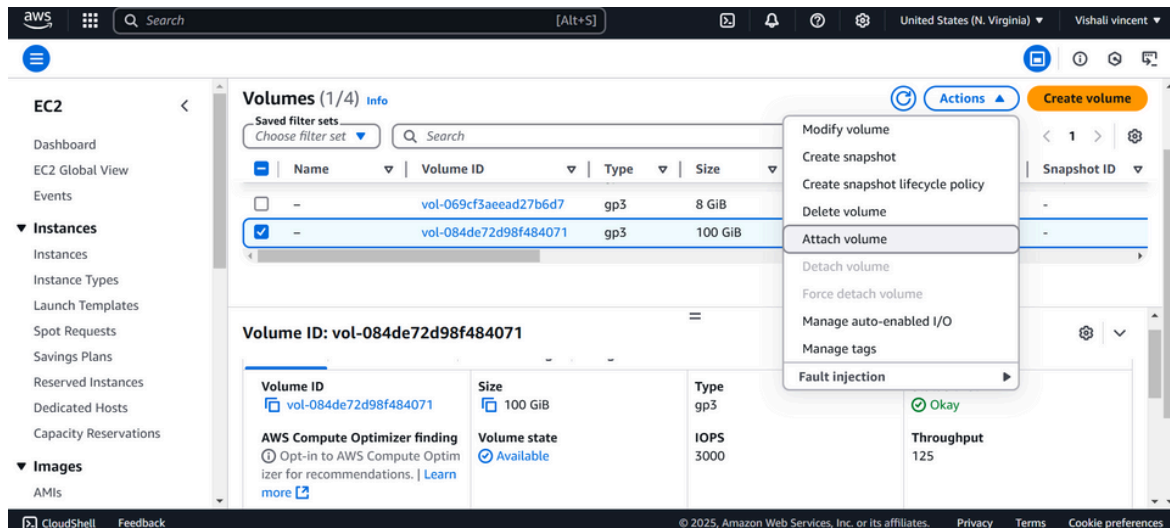 aws
Search [Alt+S]
United States (N. Virginia) ▼
Vishali vincent ▼
EC2
Dashboard
EC2 Global View
Events
▼ Instances
Instances
Instance Types
Launch Templates
Spot Requests
Savings Plans
Reserved Instances
Dedicated Hosts
Capacity Reservations
▼ Images
AMIs
Volumes (1/4) Info
Actions ▲
Create volume
Saved filter sets
Choose filter set ▼
Search
1
Name Volume ID Type Size Snapshot ID
– vol-069cf3aeead27b6d7 gp3 8 GiB -
– vol-084de72d98f484071 gp3 100 GiB -
Modify volume
Create snapshot
Create snapshot lifecycle policy
Delete volume
Attach volume
Detach volume
Force detach volume
Manage auto-enabled I/O
Manage tags
Fault injection
Volume ID: vol-084de72d98f484071
Volume ID
vol-084de72d98f484071
Size
100 GiB
Type
gp3
Okay
AWS Compute Optimizer finding
Opt-in to AWS Compute Optim
izer for recommendations. | Learn
more
Volume state
Available
IOPS
3000
Throughput
125
CloudShell Feedback
© 2025, Amazon Web Services, Inc. or its affiliates. Privacy Terms Cookie preferences